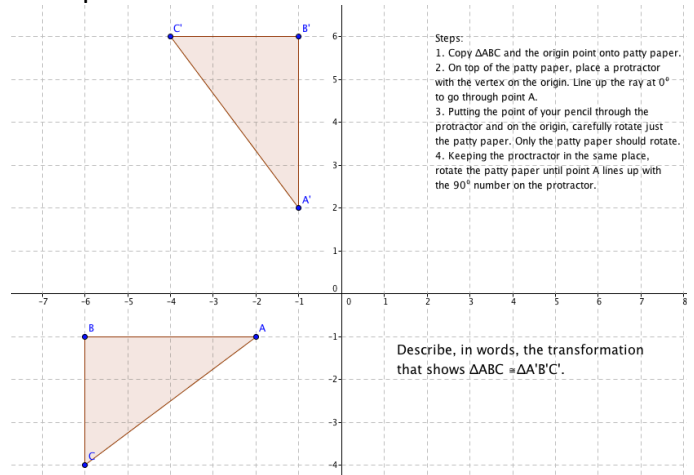 C'
B'
6
Steps:
1. Copy ΔABC and the origin point onto patty paper.
5
2. On top of the patty paper, place a protractor
with the vertex on the origin. Line up the ray at 0°
to go through point A.
4
3. Putting the point of your pencil through the
protractor and on the origin, carefully rotate just
the patty paper. Only the patty paper should rotate.
3
4. Keeping the proctractor in the same place,
rotate the patty paper until point A lines up with
the 90° number on the protractor.
A'
2
1
0
-7 -6 -5 -4 -3 -2 -1 0 1 2 3 4 5 6 7 8
B
A
-1
Describe, in words, the transformation
that shows ΔABC ≅ΔA'B'C'.
-2
-3
C
-4